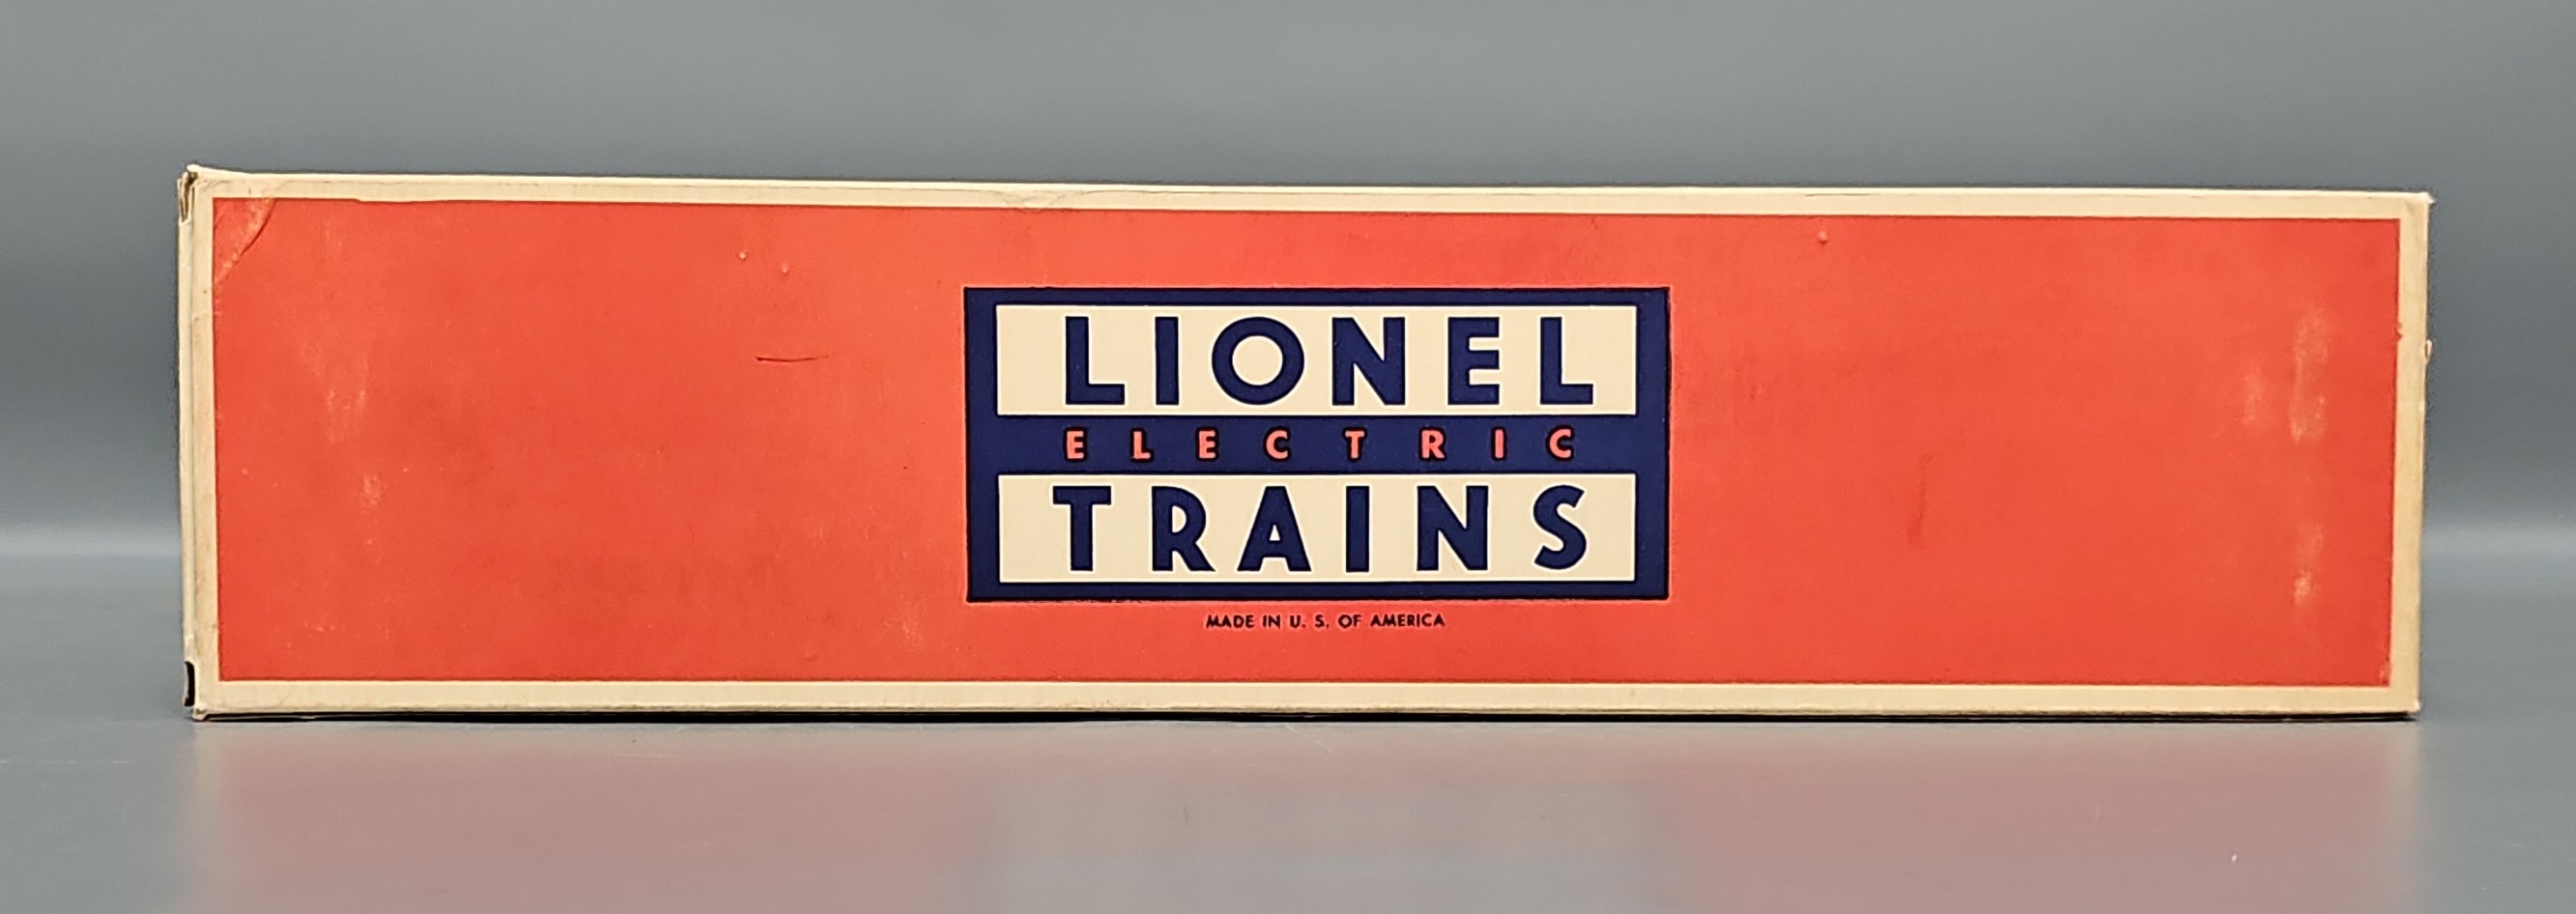 LIONEL
ELECTRIC
TRAINS
MADE IN U. S. OF AMERICA